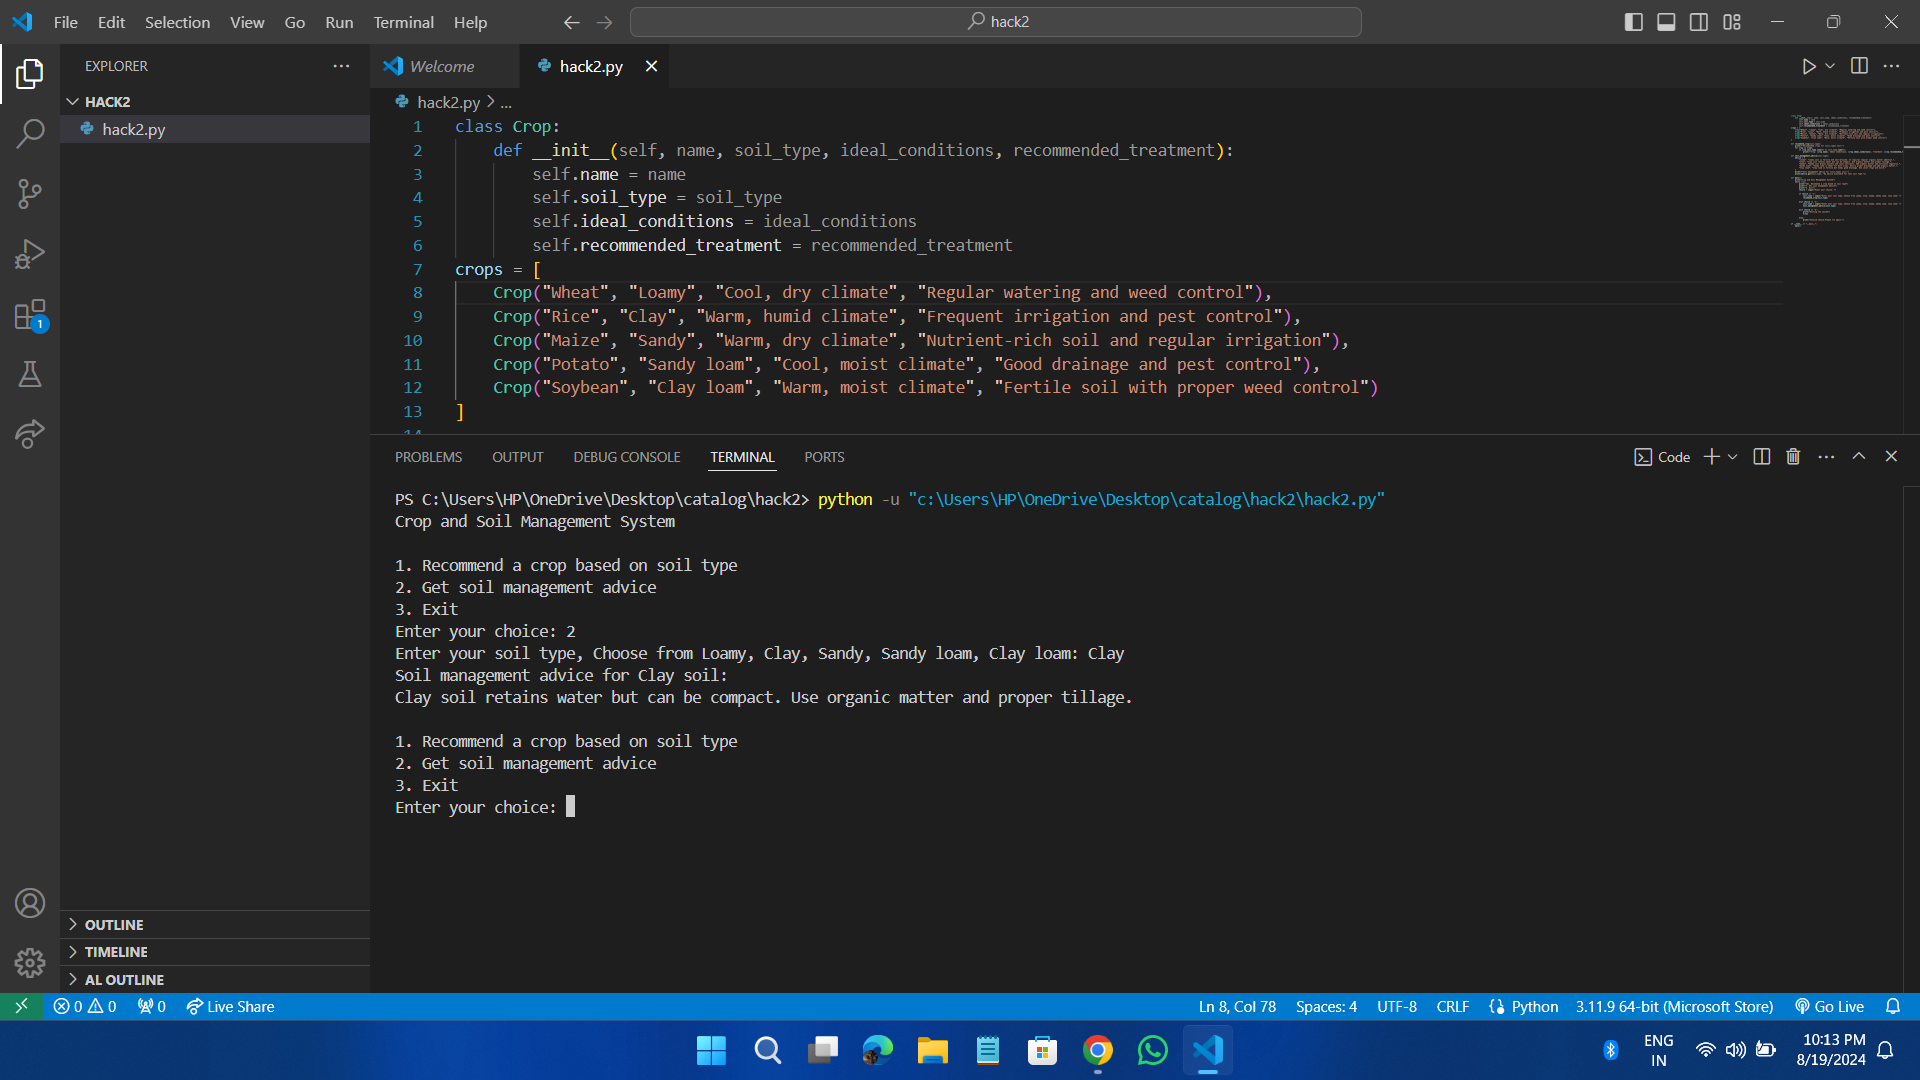 File Edit Selection View Go Run Terminal Help
hack2
EXPLORER
HACK2
hack2.py
1
Welcome
hack2.py
hack2.py > ...
1 class Crop:
2 def __init__(self, name, soil_type, ideal_conditions, recommended_treatment):
3 self.name = name
4 self.soil_type = soil_type
5 self.ideal_conditions = ideal_conditions
6 self.recommended_treatment = recommended_treatment
7 crops = [
8 Crop("Wheat", "Loamy", "Cool, dry climate", "Regular watering and weed control"),
9 Crop("Rice", "Clay", "Warm, humid climate", "Frequent irrigation and pest control"),
10 Crop("Maize", "Sandy", "Warm, dry climate", "Nutrient-rich soil and regular irrigation"),
11 Crop("Potato", "Sandy loam", "Cool, moist climate", "Good drainage and pest control"),
12 Crop("Soybean", "Clay loam", "Warm, moist climate", "Fertile soil with proper weed control")
13 ]
14
PROBLEMS OUTPUT DEBUG CONSOLE TERMINAL PORTS
Code
PS C:\Users\HP\OneDrive\Desktop\catalog\hack2> python -u "c:\Users\HP\OneDrive\Desktop\catalog\hack2\hack2.py"
Crop and Soil Management System
1. Recommend a crop based on soil type
2. Get soil management advice
3. Exit
Enter your choice: 2
Enter your soil type, Choose from Loamy, Clay, Sandy, Sandy loam, Clay loam: Clay
Soil management advice for Clay soil:
Clay soil retains water but can be compact. Use organic matter and proper tillage.
1. Recommend a crop based on soil type
2. Get soil management advice
3. Exit
Enter your choice:
OUTLINE
TIMELINE
AL OUTLINE
0 0 0 Live Share
Ln 8, Col 78 Spaces: 4 UTF-8 CRLF Python 3.11.9 64-bit (Microsoft Store) Go Live
ENG
IN
10:13 PM
8/19/2024